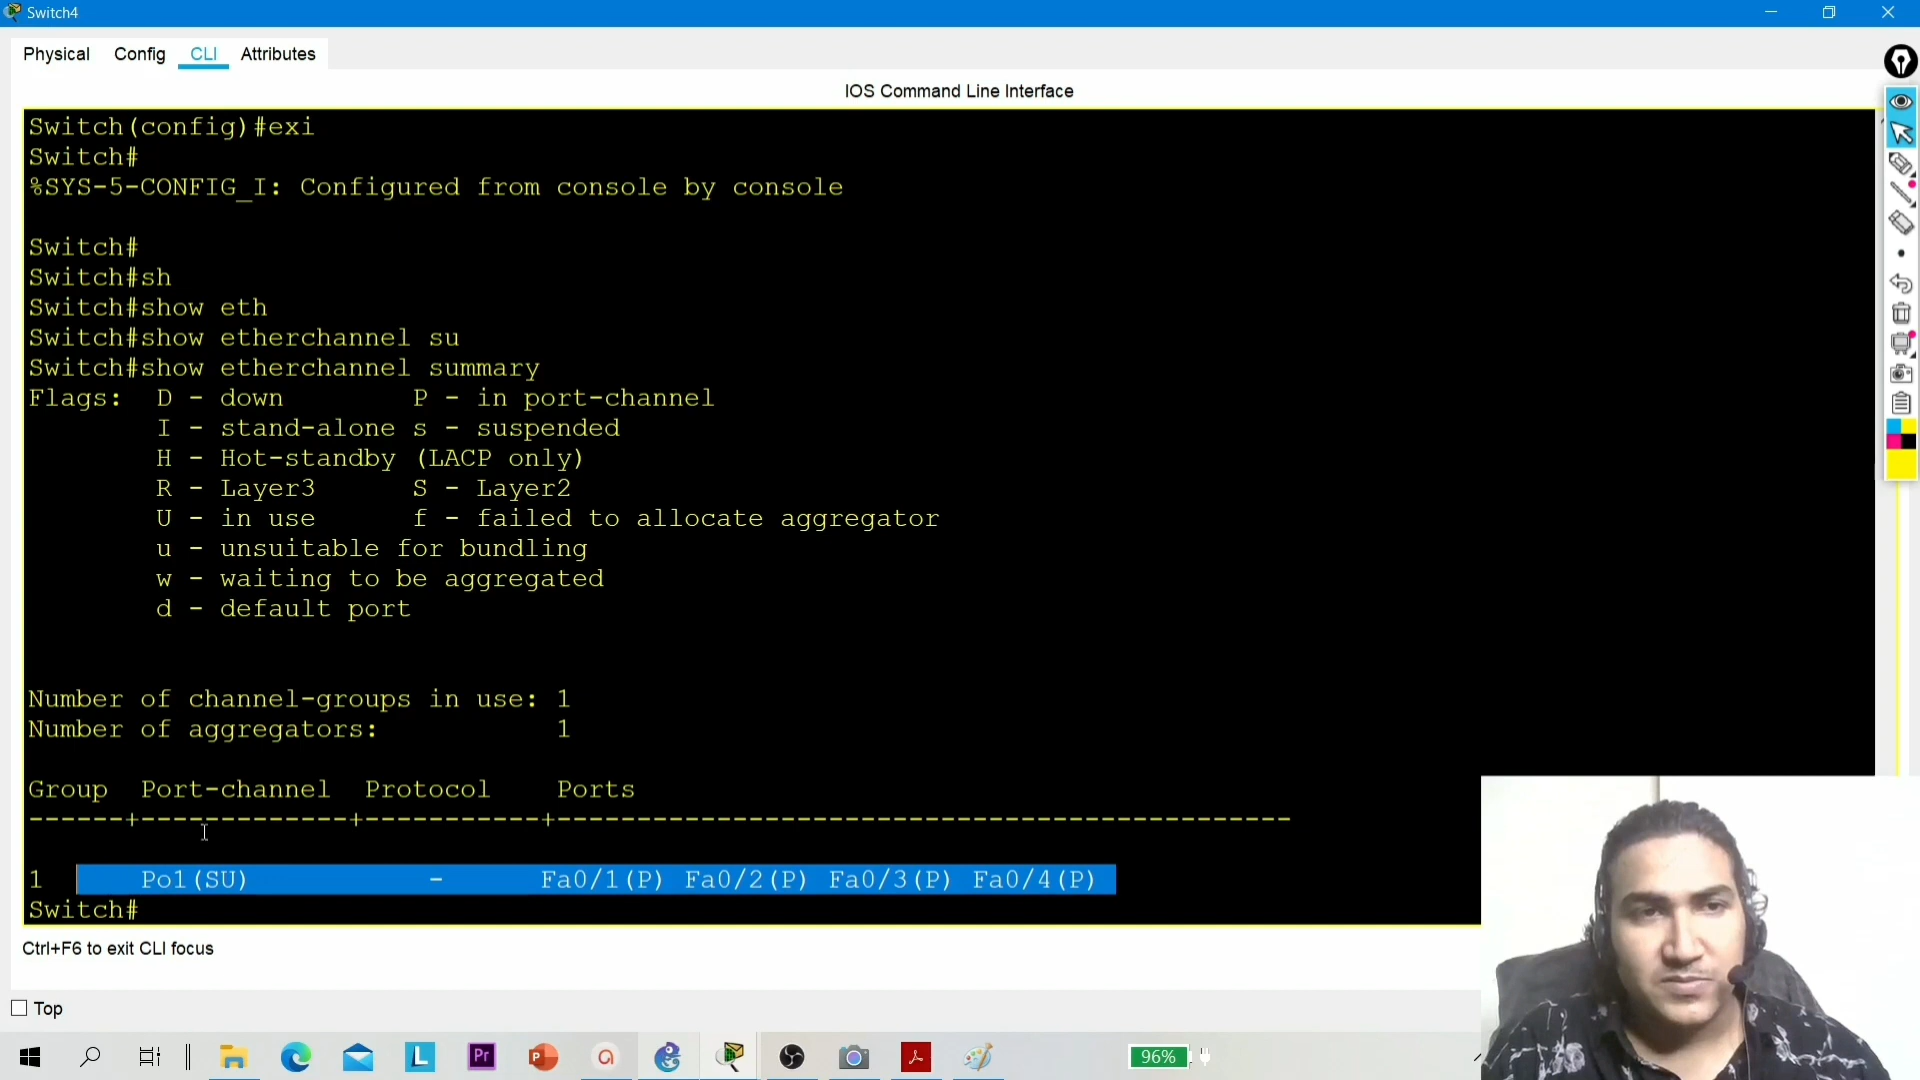 Switch4
Physical Config CLI Attributes
IOS Command Line Interface
Switch(config)#exi
Switch#
%SYS-5-CONFIG_I: Configured from console by console
Switch#
Switch#sh
Switch#show eth
Switch#show etherchannel su
Switch#show etherchannel summary
Flags:  D - down        P - in port-channel
        I - stand-alone s - suspended
        H - Hot-standby (LACP only)
        R - Layer3      S - Layer2
        U - in use      f - failed to allocate aggregator
        u - unsuitable for bundling
        w - waiting to be aggregated
        d - default port
Number of channel-groups in use: 1
Number of aggregators:           1
Group  Port-channel  Protocol    Ports
------+-------------+-----------+----------------------------------------------
1      Po1(SU)           -      Fa0/1(P) Fa0/2(P) Fa0/3(P) Fa0/4(P)
Switch#
Ctrl+F6 to exit CLI focus
Top
L Pr P a 96%